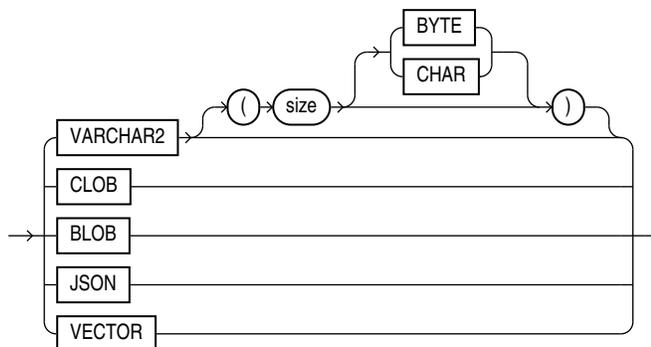 BYTE
CHAR
( size )
VARCHAR2
CLOB
BLOB
JSON
VECTOR